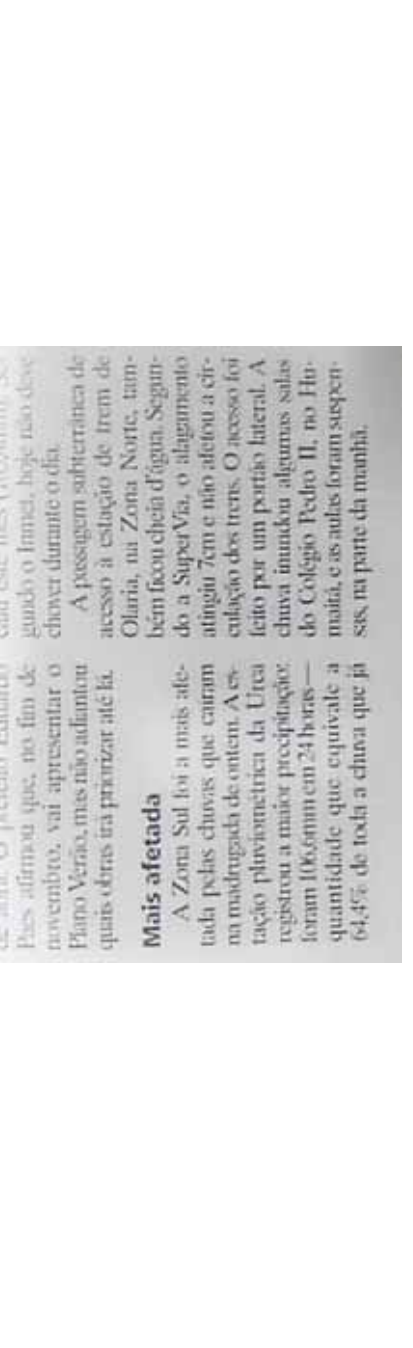 Paes afirmou que, no fim de
novembro, vai apresentar o
Plano Verão, mas não adiantou
quais obras irá priorizar até lá.
Mais afetada
A Zona Sul foi a mais afe-
tada pelas chuvas que caíram
na madrugada de ontem. A es-
tação pluviométrica da Urca
registrou a maior precipitação:
foram 106,6mm em 24 horas —
quantidade que equivale a
64,4% de toda a chuva que já
guindo o Inmet, hoje não deve
chover durante o dia.
A passagem subterrânea de
acesso à estação de trem de
Olaria, na Zona Norte, tam-
bém ficou cheia d'água. Segun-
do a SuperVia, o alagamento
atingiu 7cm e não afetou a cir-
culação dos trens. O acesso foi
feito por um portão lateral. A
chuva inundou algumas salas
do Colégio Pedro II, no Hu-
maitá, e as aulas foram suspen-
sas, na parte da manhã.